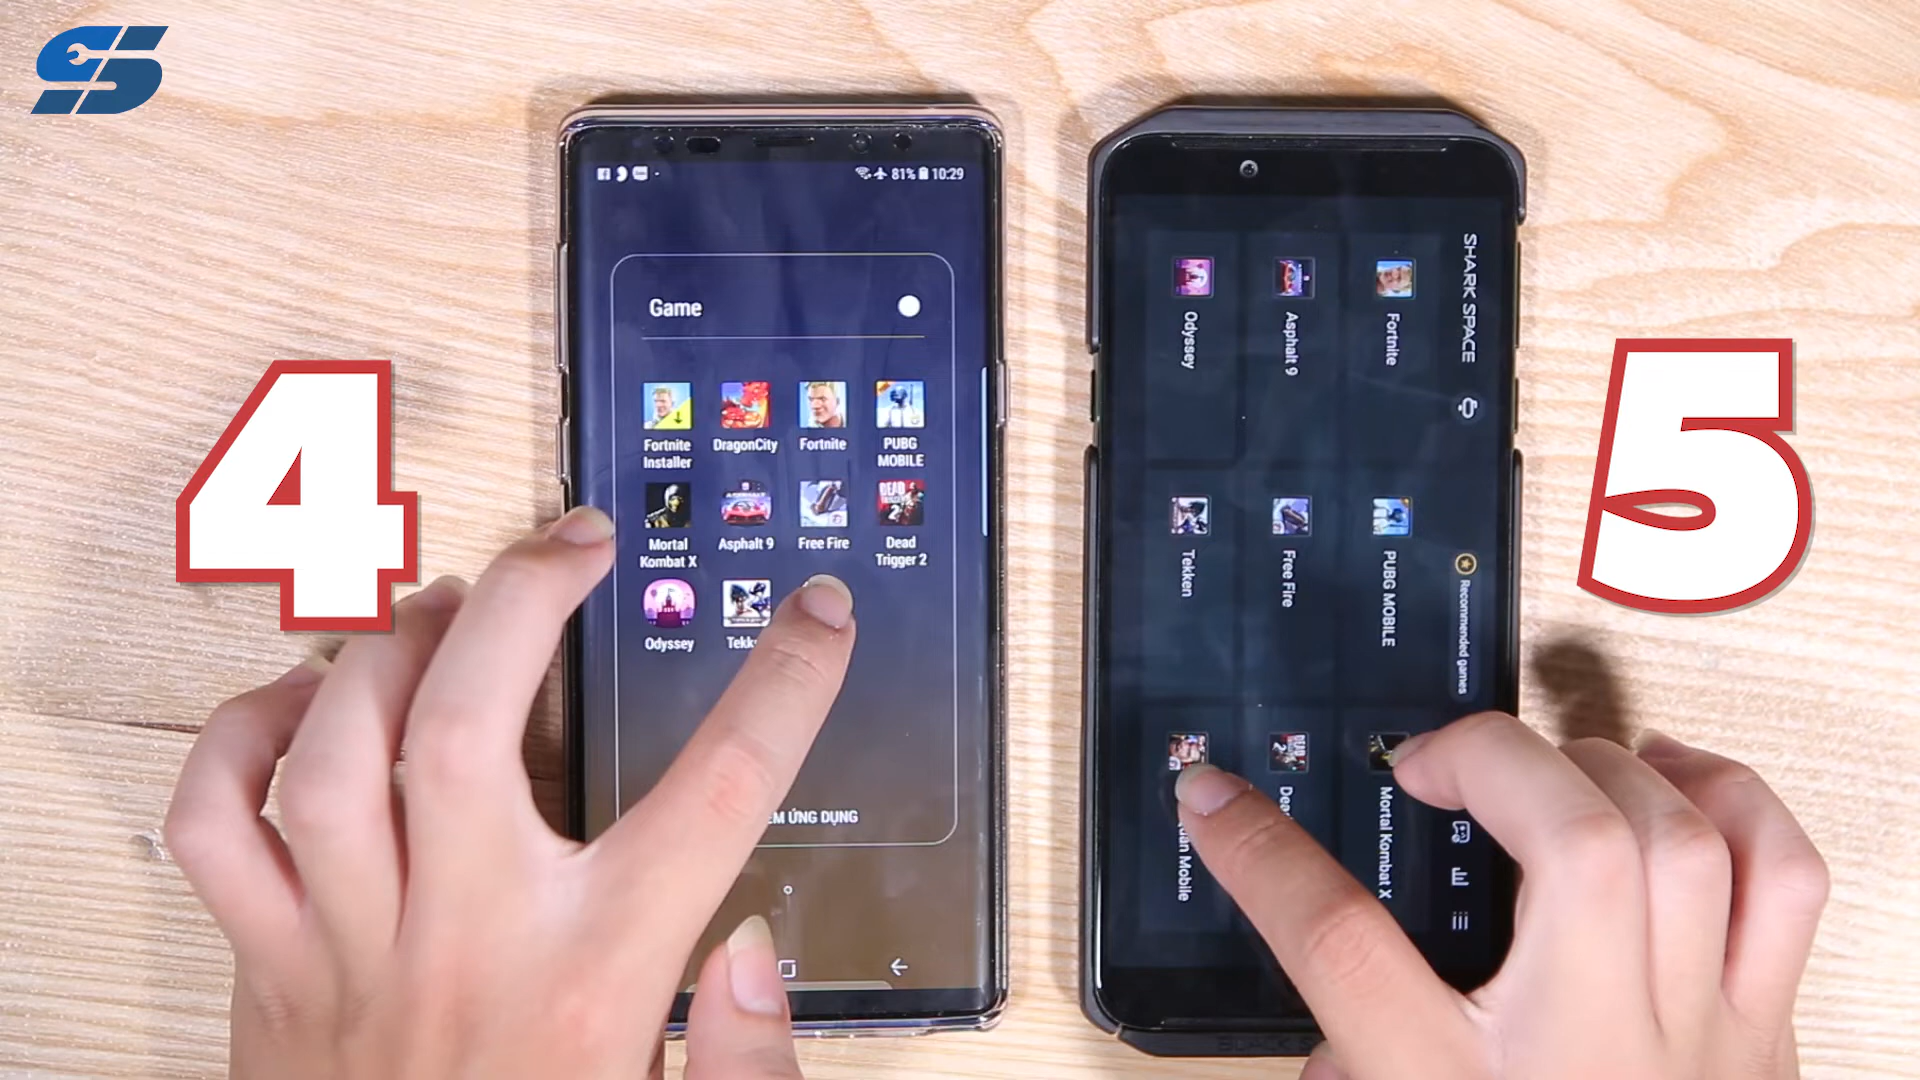 81% 10:29
Game
Fortnite
Installer
DragonCity
Fortnite
PUBG
MOBILE
Mortal
Kombat X
Asphalt 9
Free Fire
Dead
Trigger 2
Odyssey
4
5
SHARK SPACE
Recommended games
Fortnite
PUBG MOBILE
Mortal Kombat X
Asphalt 9
Free Fire
Odyssey
Tekken
Mobile
ỨNG DỤNG